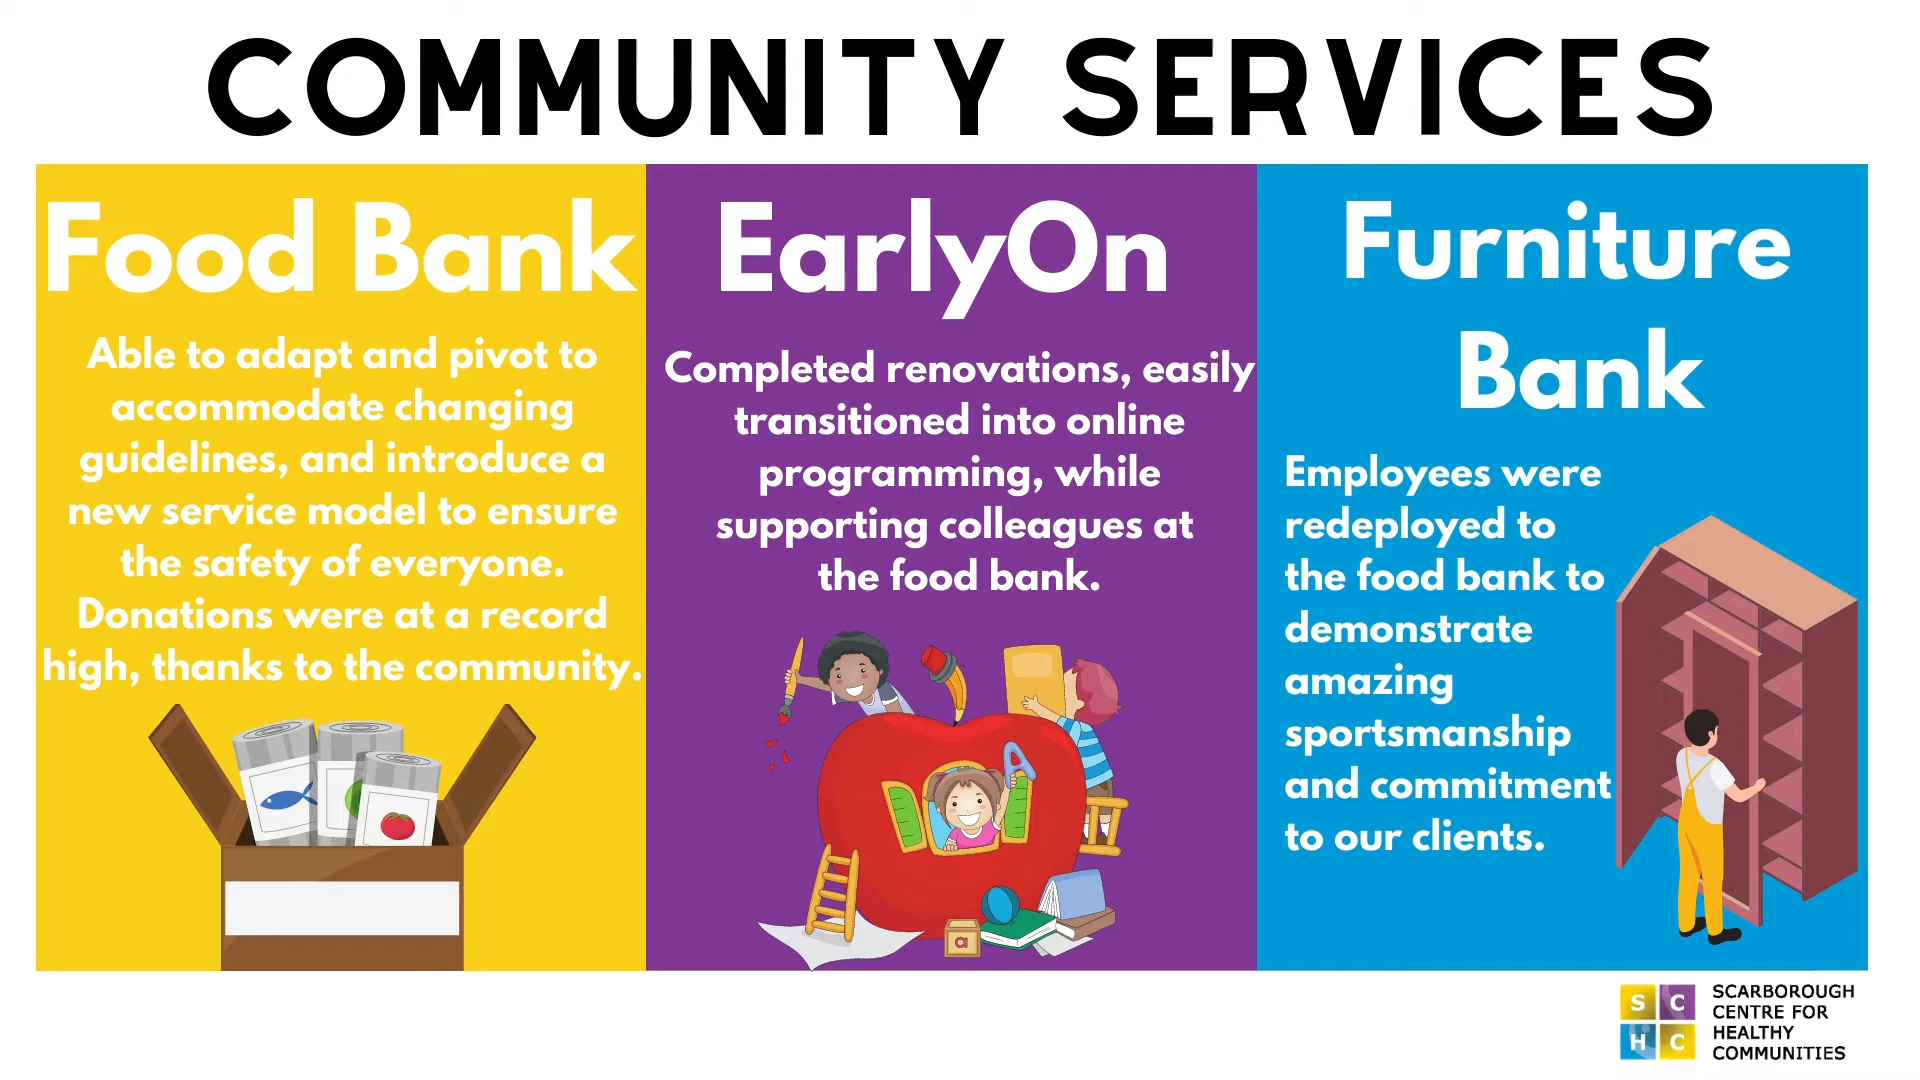 COMMUNITY SERVICES
Food Bank
Able to adapt and pivot to
accommodate changing
guidelines, and introduce a
new service model to ensure
the safety of everyone.
Donations were at a record
high, thanks to the community.
EarlyOn
Completed renovations, easily
transitioned into online
programming, while
supporting colleagues at
the food bank.
A
a
Furniture
Bank
Employees were
redeployed to
the food bank to
demonstrate
amazing
sportsmanship
and commitment
to our clients.
S C
H C
SCARBOROUGH
CENTRE FOR
HEALTHY
COMMUNITIES